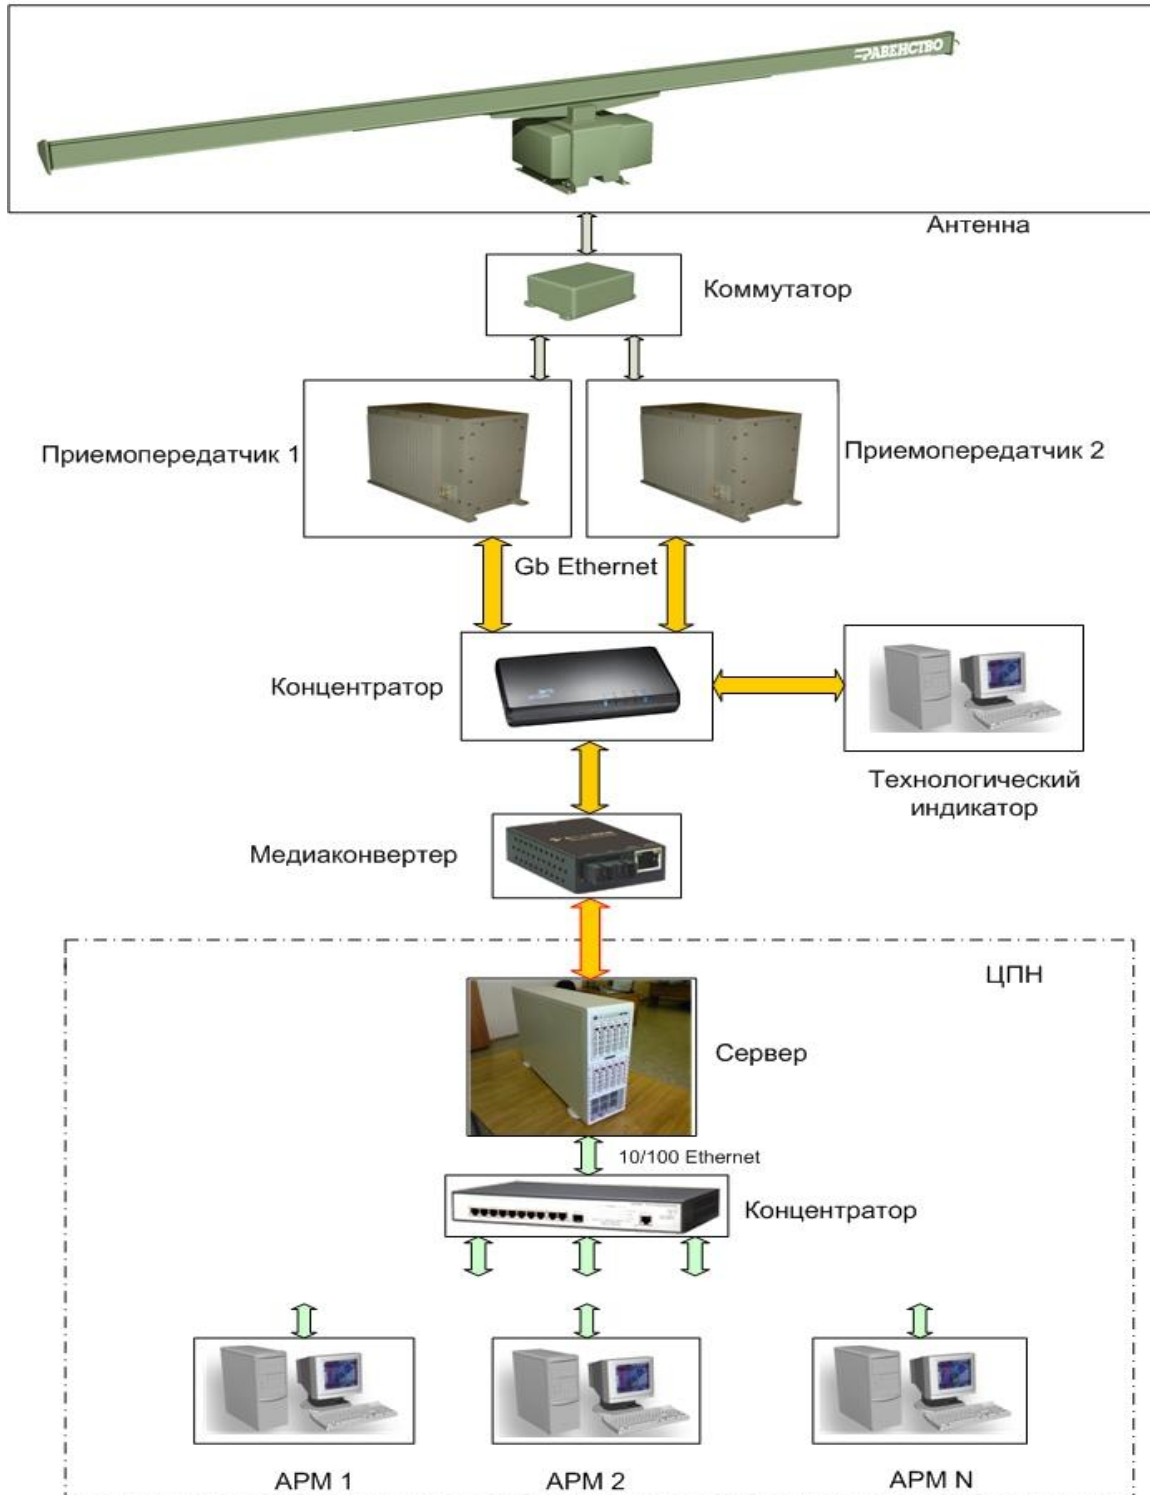 РАВЕНСТВО
Антенна
Коммутатор
Приемопередатчик 1
Приемопередатчик 2
Gb Ethernet
Концентратор
Технологический
индикатор
Медиаконвертер
ЦПН
Сервер
10/100 Ethernet
Концентратор
АРМ 1
АРМ 2
АРМ N